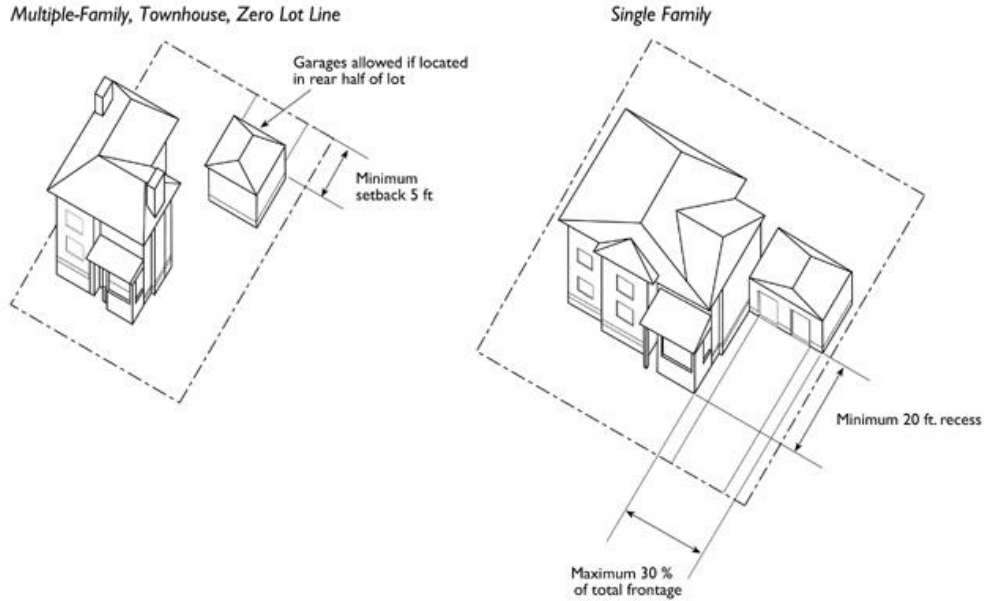 Multiple-Family, Townhouse, Zero Lot Line
Garages allowed if located
in rear half of lot
Minimum
setback 5 ft
Single Family
Minimum 20 ft. recess
Maximum 30 %
of total frontage